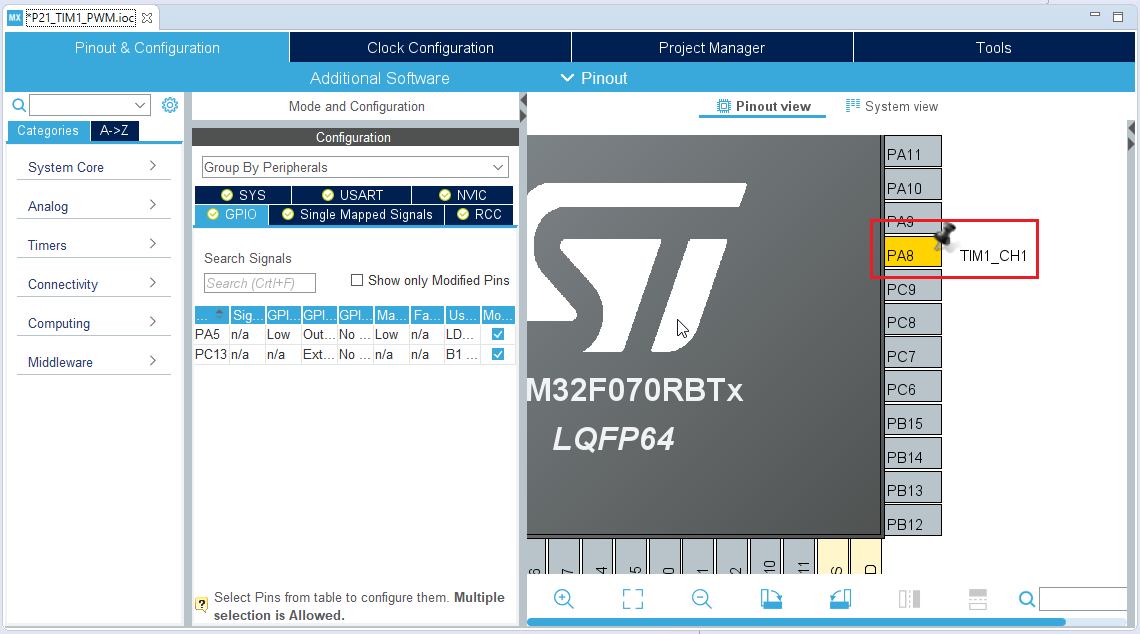 MX *P21_TIM1_PWM.ioc
Pinout & Configuration
Clock Configuration
Project Manager
Tools
Additional Software
Pinout
Categories
A->Z
System Core
Analog
Timers
Connectivity
Computing
Middleware
Mode and Configuration
Configuration
Group By Peripherals
SYS USART NVIC
GPIO Single Mapped Signals RCC
Search Signals
Search (Crtl+F)
Show only Modified Pins
... Sig... GPI... GPI... GPI... Ma... Fa... Us... Mo...
PA5 n/a Low Out... No ... Low n/a LD...
PC13 n/a n/a Ext... No ... n/a n/a B1 ...
Select Pins from table to configure them. Multiple
selection is Allowed.
Pinout view
System view
ST
M32F070RBTx
LQFP64
PA11
PA10
PA9
PA8 TIM1_CH1
PC9
PC8
PC7
PC6
PB15
PB14
PB13
PB12